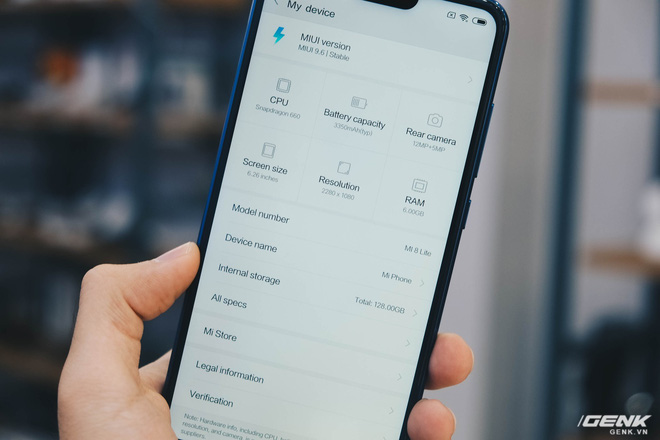 My device
MIUI version
MIUI 9.6 | Stable
CPU
Snapdragon 660
Battery capacity
3350mAh(typ)
Rear camera
12MP+5MP
Screen size
6.26 inches
Resolution
2280 x 1080
RAM
6.00GB
Model number
MI 8 Lite
Device name
Mi Phone
Internal storage
Total: 128.00GB
All specs
Mi Store
Legal information
Verification
Note: Hardware info, including CPU,
resolution, and camera, is
suppliers.
GENK
GENK.VN